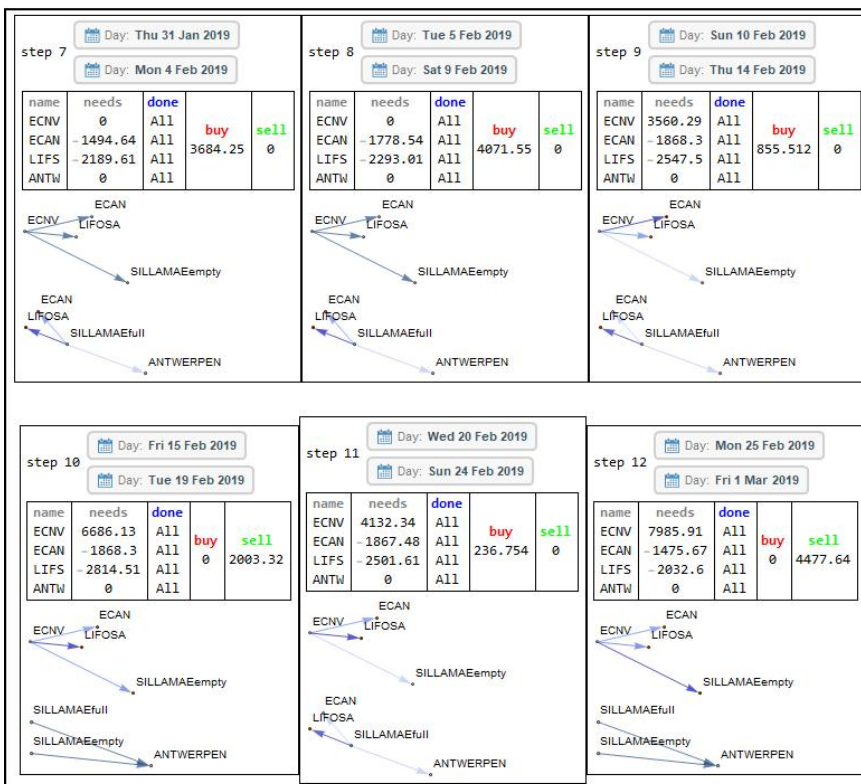 step 7
Day: Thu 31 Jan 2019
Day: Mon 4 Feb 2019
name needs done buy sell
ECNV 0 All
ECAN -1494.64 All 3684.25 0
LIFS -2189.61 All
ANTW 0 All
ECAN
ECNV LIFOSA
SILLAMAEempty
ECAN
LIFOSA
SILLAMAEfull
ANTWERPEN
step 8
Day: Tue 5 Feb 2019
Day: Sat 9 Feb 2019
name needs done buy sell
ECNV 0 All
ECAN -1778.54 All 4071.55 0
LIFS -2293.01 All
ANTW 0 All
ECAN
ECNV LIFOSA
SILLAMAEempty
ECAN
LIFOSA
SILLAMAEfull
ANTWERPEN
step 9
Day: Sun 10 Feb 2019
Day: Thu 14 Feb 2019
name needs done buy sell
ECNV 3560.29 All
ECAN -1868.3 All 855.512 0
LIFS -2547.5 All
ANTW 0 All
ECAN
ECNV LIFOSA
SILLAMAEempty
ECAN
LIFOSA
SILLAMAEfull
ANTWERPEN
step 10
Day: Fri 15 Feb 2019
Day: Tue 19 Feb 2019
name needs done buy sell
ECNV 6686.13 All
ECAN -1868.3 All 0 2003.32
LIFS -2814.51 All
ANTW 0 All
ECAN
ECNV LIFOSA
SILLAMAEempty
SILLAMAEfull
SILLAMAEempty
ANTWERPEN
step 11
Day: Wed 20 Feb 2019
Day: Sun 24 Feb 2019
name needs done buy sell
ECNV 4132.34 All
ECAN -1867.48 All 236.754 0
LIFS -2501.61 All
ANTW 0 All
ECAN
ECNV LIFOSA
SILLAMAEempty
ECAN
LIFOSA
SILLAMAEfull
ANTWERPEN
step 12
Day: Mon 25 Feb 2019
Day: Fri 1 Mar 2019
name needs done buy sell
ECNV 7985.91 All
ECAN -1475.67 All 0 4477.64
LIFS -2032.6 All
ANTW 0 All
ECAN
ECNV LIFOSA
SILLAMAEempty
SILLAMAEfull
SILLAMAEempty
ANTWERPEN